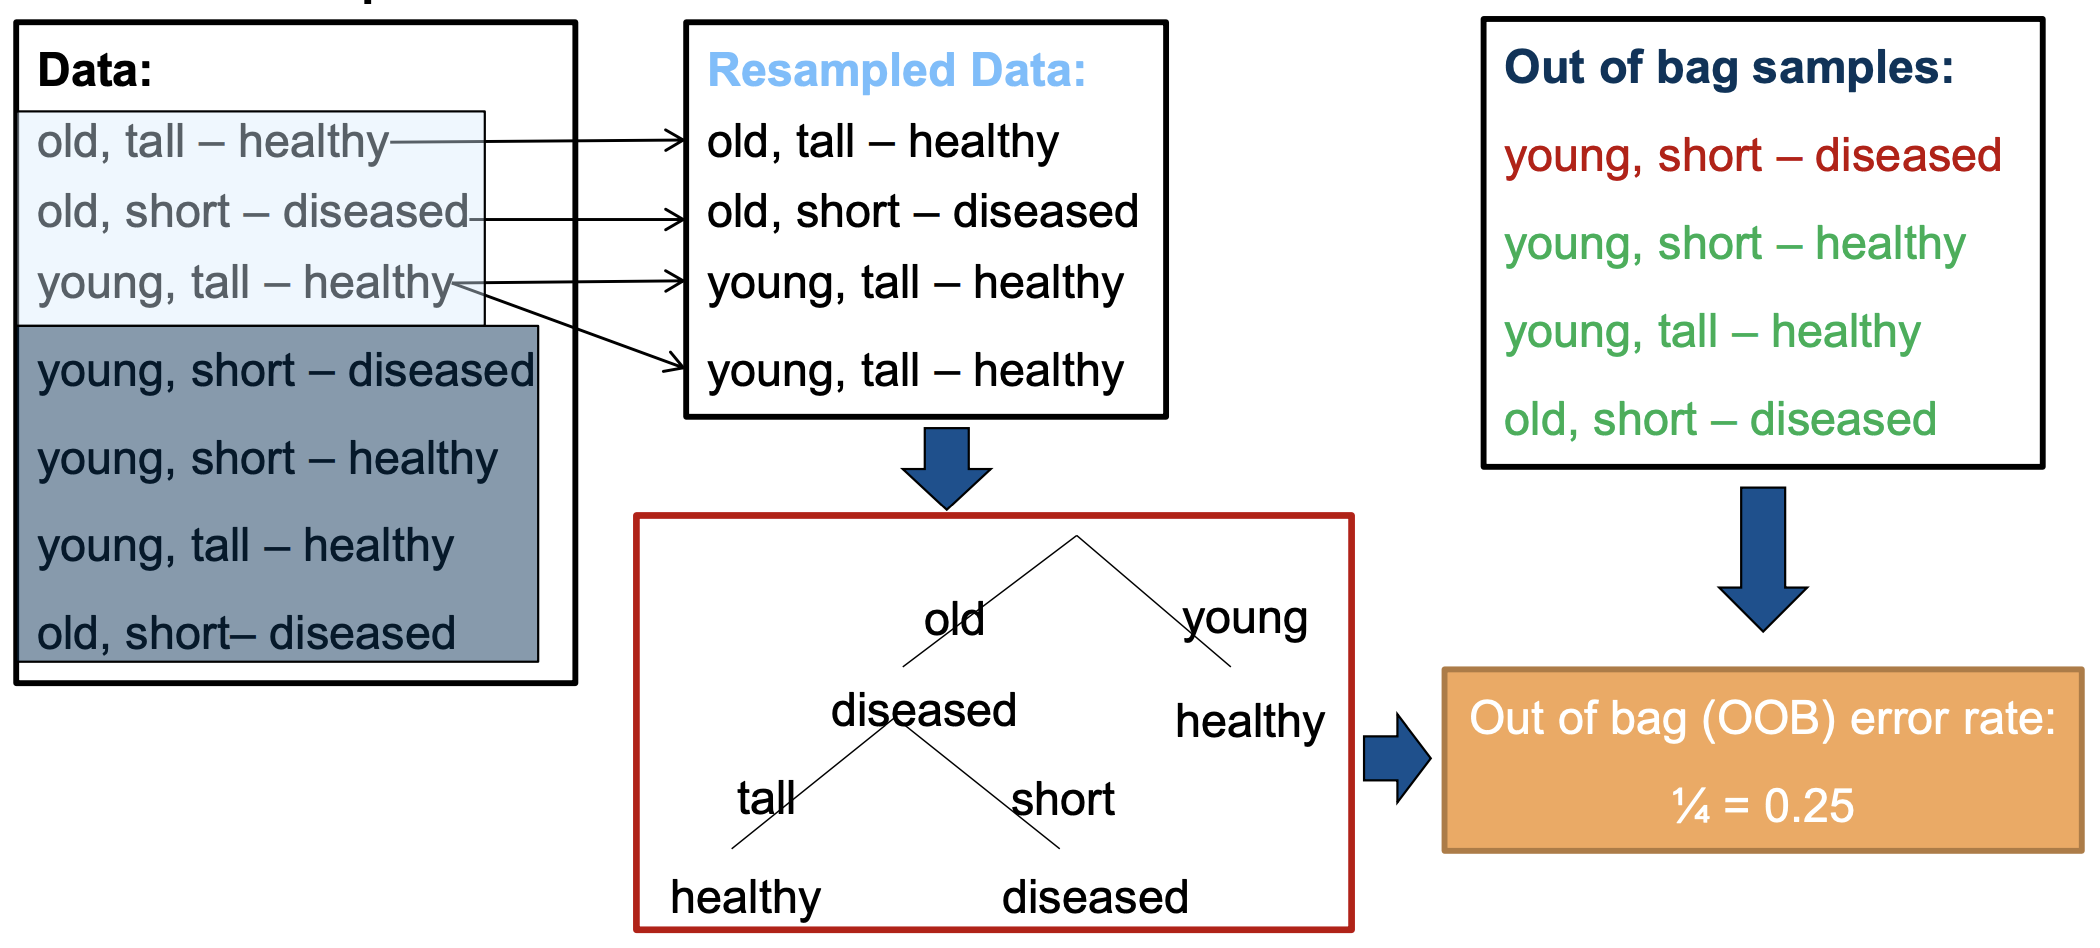 Data:
old, tall – healthy
old, short – diseased
young, tall – healthy
young, short – diseased
young, short – healthy
young, tall – healthy
old, short– diseased
Resampled Data:
old, tall – healthy
old, short – diseased
young, tall – healthy
young, tall – healthy
Out of bag samples:
young, short – diseased
young, short – healthy
young, tall – healthy
old, short – diseased
old
young
diseased
healthy
tall
short
healthy
diseased
Out of bag (OOB) error rate:
¼ = 0.25